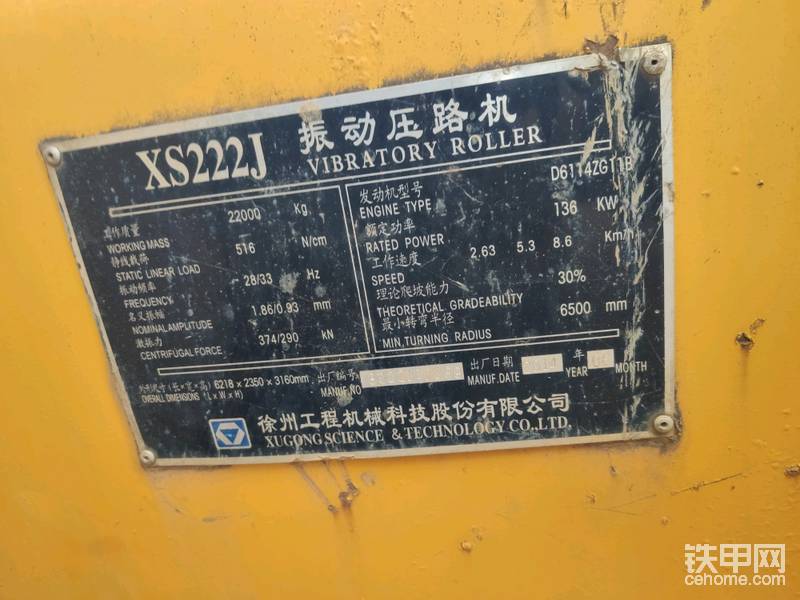 XS222J 振动压路机
VIBRATORY ROLLER
工作质量 22000 Kg
WORKING MASS
静线载荷 516 N/cm
STATIC LINEAR LOAD
振动频率 28/33 Hz
FREQUENCY
名义振幅 1.86/0.93 mm
NOMINAL AMPLITUDE
激振力 374/290 kN
CENTRIFUGAL FORCE
发动机型号 D6114ZG11B
ENGINE TYPE
额定功率 136 KW
RATED POWER
工作速度 2.63 5.3 8.6 Km/h
SPEED
理论爬坡能力 30%
THEORETICAL GRADEABILITY
最小转弯半径 6500 mm
MIN.TURNING RADIUS
外形尺寸(长×宽×高) 6218 x 2350 x 3160mm 出厂编号 出厂日期 年
OVERALL DIMENSIONS (L x W x H) MANUF.NO MANUF.DATE YEAR MONTH
徐州工程机械科技股份有限公司
XUGONG SCIENCE & TECHNOLOGY CO.,LTD.
铁甲网
cehome.com